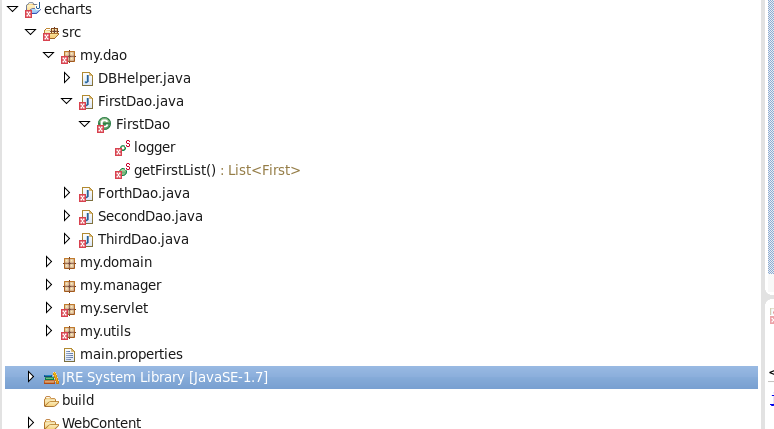 echarts
src
my.dao
DBHelper.java
FirstDao.java
FirstDao
logger
getFirstList() : List<First>
ForthDao.java
SecondDao.java
ThirdDao.java
my.domain
my.manager
my.servlet
my.utils
main.properties
JRE System Library [JavaSE-1.7]
build
WebContent